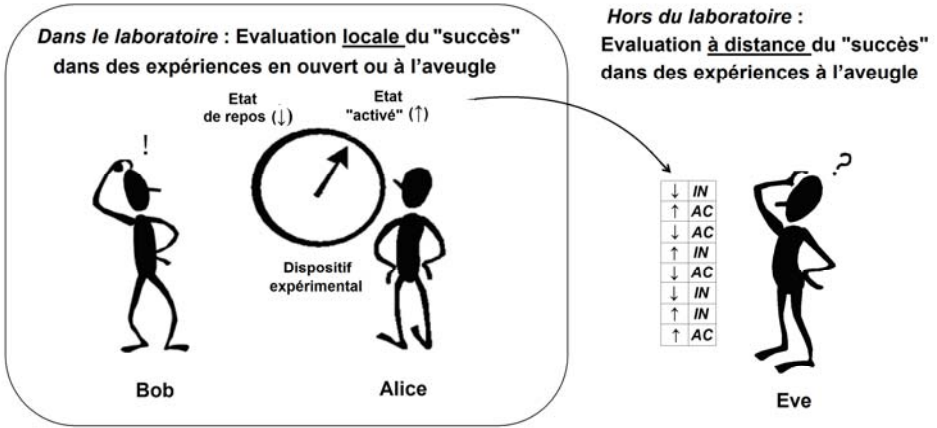 Dans le laboratoire : Evaluation locale du "succès"
dans des expériences en ouvert ou à l'aveugle
Etat
de repos (↓)
Etat
"activé" (↑)
!
Dispositif
expérimental
Bob
Alice
Hors du laboratoire :
Evaluation à distance du "succès"
dans des expériences à l'aveugle
?
↓ IN
↑ AC
↓ AC
↑ IN
↓ AC
↓ IN
↑ IN
↑ AC
Eve